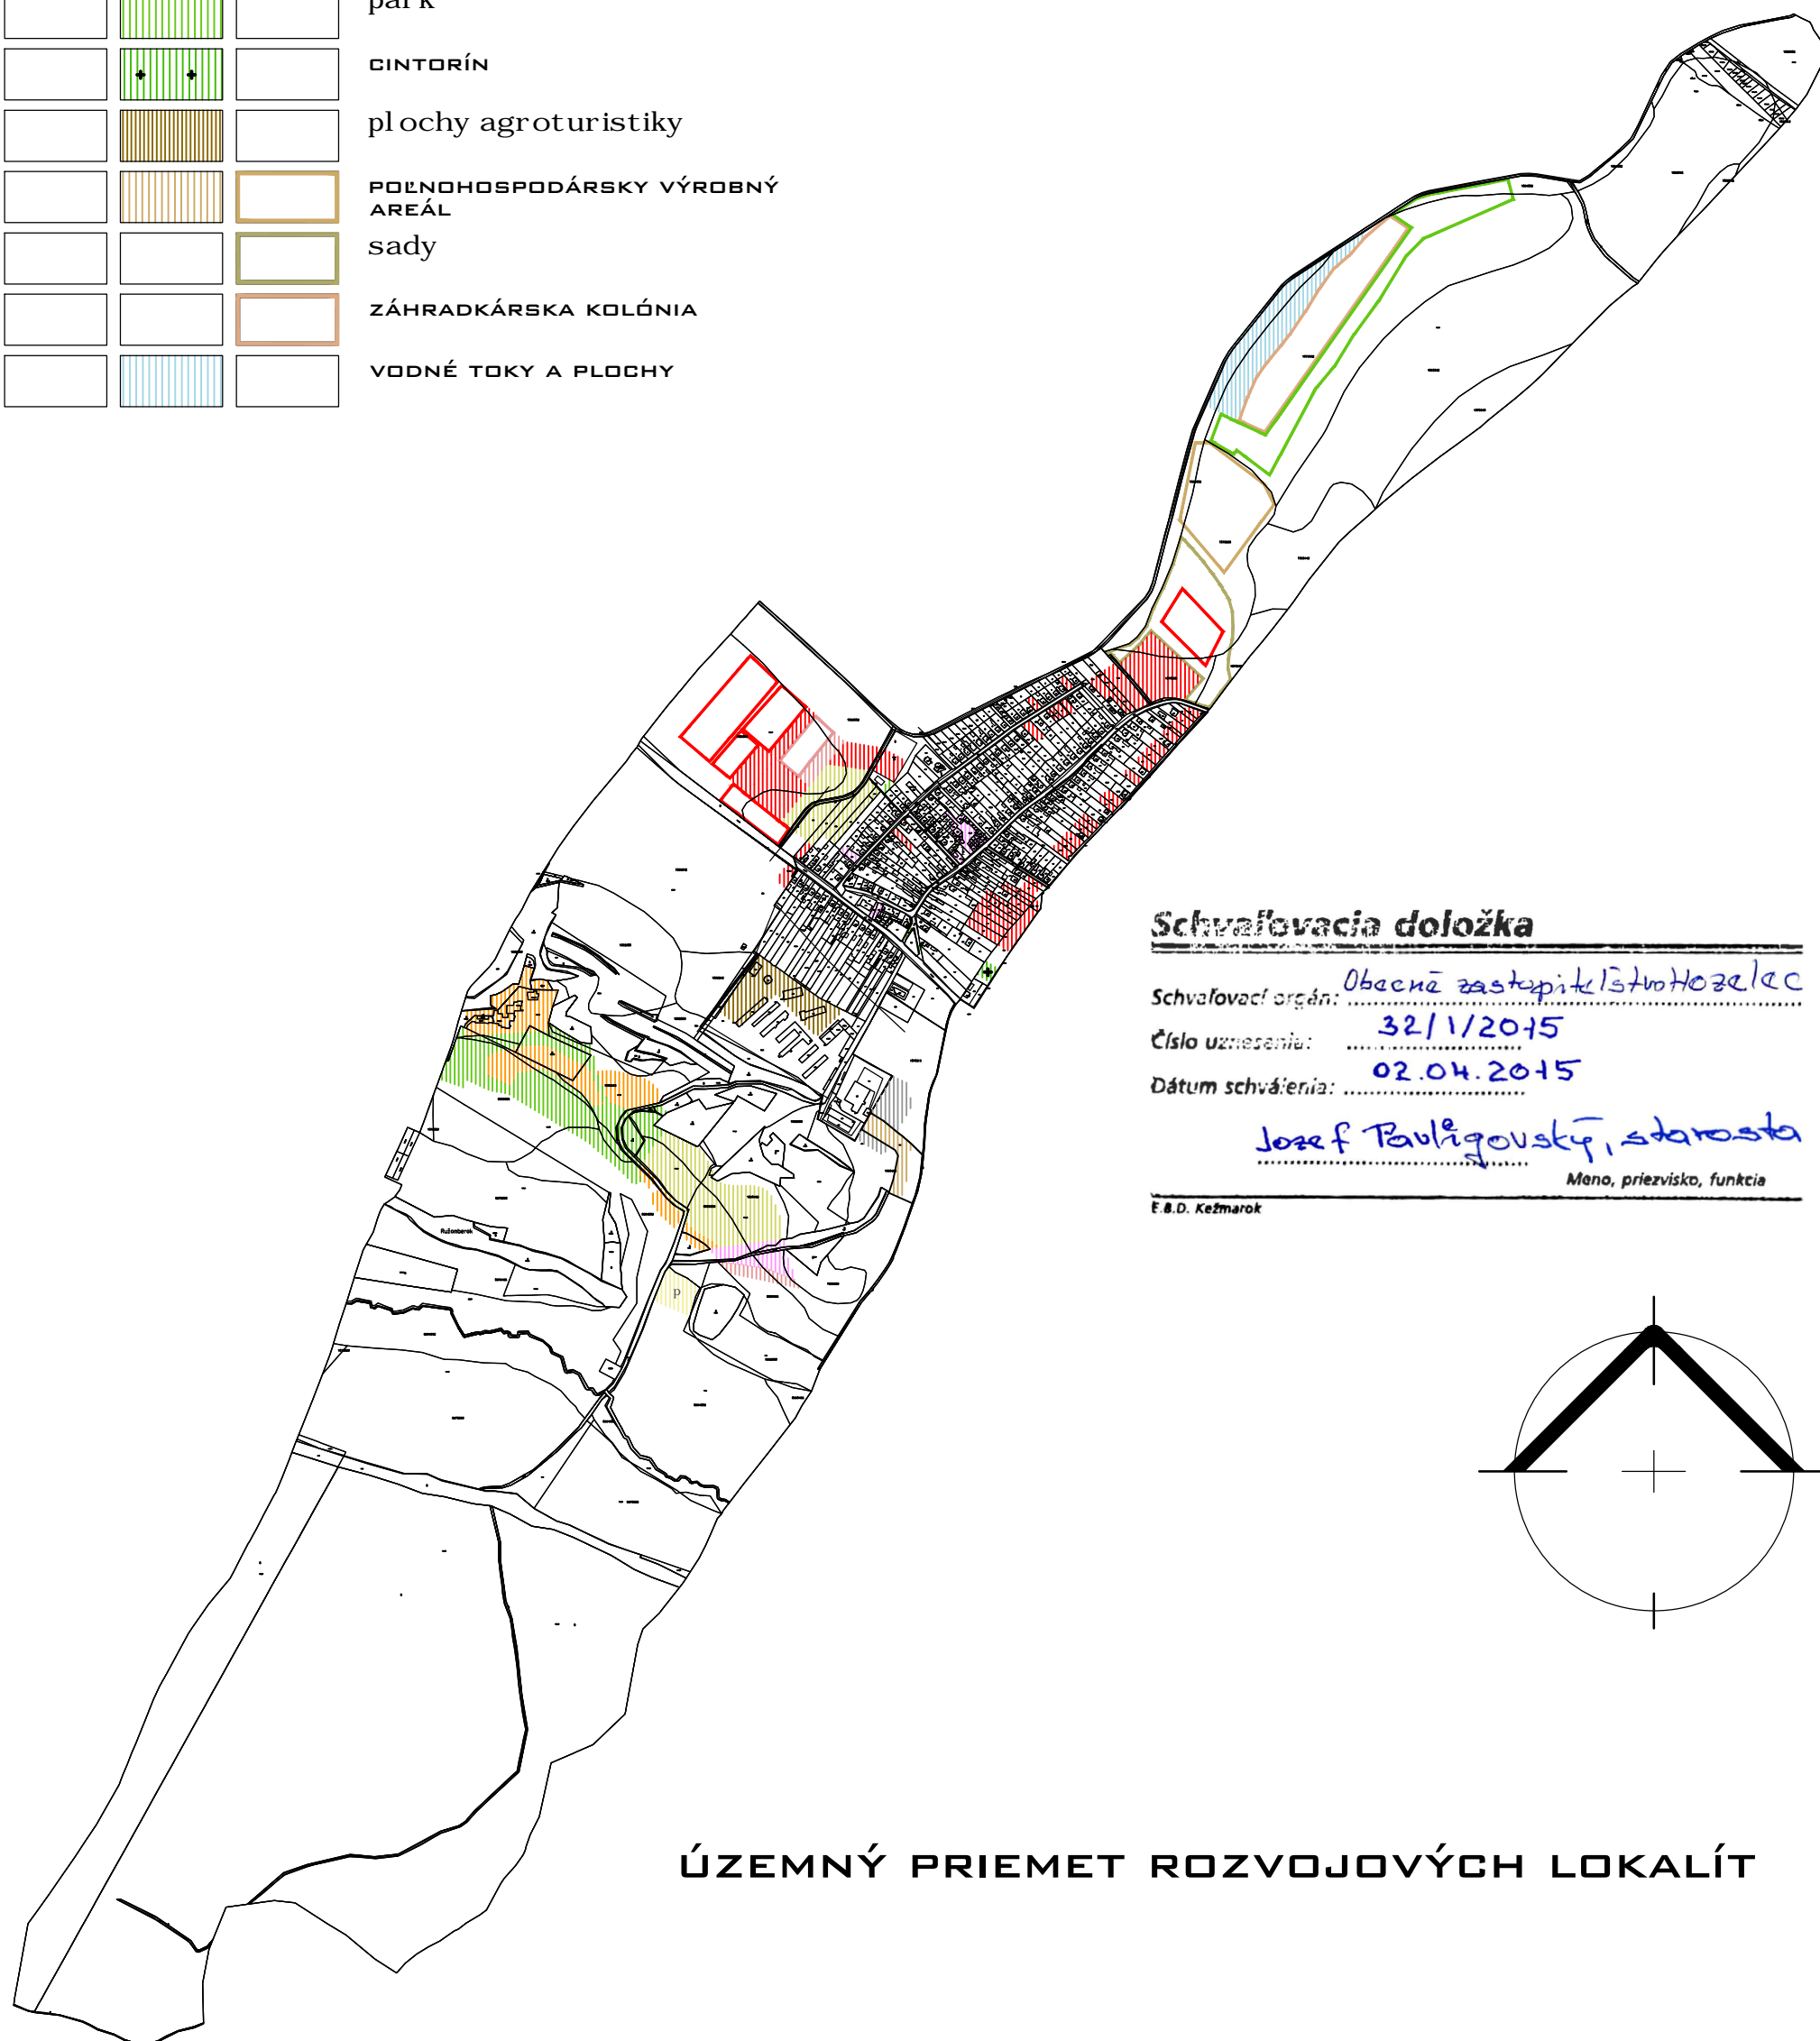 park
CINTORÍN
plochy agroturistiky
POĽNOHOSPODÁRSKY VÝROBNÝ
AREÁL
sady
ZÁHRADKÁRSKA KOLÓNIA
VODNÉ TOKY A PLOCHY
Schvaľovacia doložka
Schvaľovací orgán: Obecné zastupiteľstvo Hozelec
Číslo uznesenia: 32/1/2015
Dátum schválenia: 02.04.2015
Jozef Pavligovský, starosta
Meno, priezvisko, funkcia
E.B.D. Kežmarok
Ružomberok
p
ÚZEMNÝ PRIEMET ROZVOJOVÝCH LOKALÍT